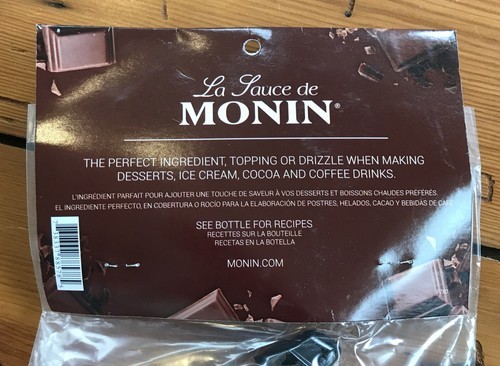 La Sauce de
MONIN®
THE PERFECT INGREDIENT, TOPPING OR DRIZZLE WHEN MAKING
DESSERTS, ICE CREAM, COCOA AND COFFEE DRINKS.
L'INGRÉDIENT PARFAIT POUR AJOUTER UNE TOUCHE DE SAVEUR À VOS DESSERTS ET BOISSONS CHAUDES PRÉFÉRÉS.
EL INGREDIENTE PERFECTO, EN COBERTURA O ROCÍO PARA LA ELABORACIÓN DE POSTRES, HELADOS, CACAO Y BEBIDAS DE CAFÉ
SEE BOTTLE FOR RECIPES
RECETTES SUR LA BOUTEILLE
RECETAS EN LA BOTELLA
MONIN.COM